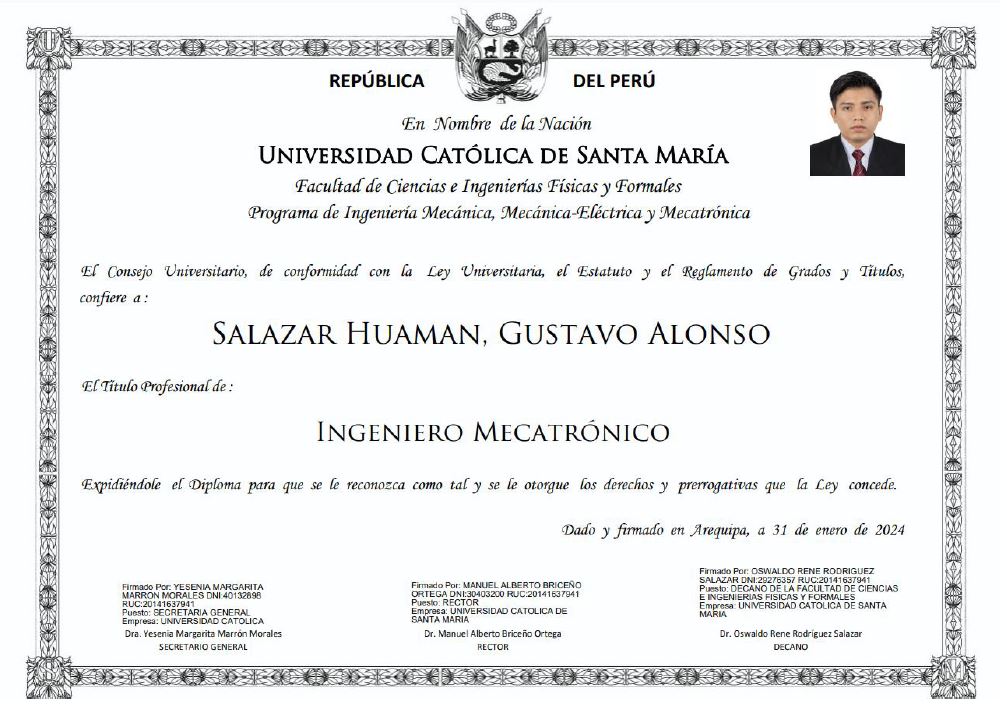 REPÚBLICA DEL PERÚ
En Nombre de la Nación
UNIVERSIDAD CATÓLICA DE SANTA MARÍA
Facultad de Ciencias e Ingenierías Físicas y Formales
Programa de Ingeniería Mecánica, Mecánica-Eléctrica y Mecatrónica
El Consejo Universitario, de conformidad con la Ley Universitaria, el Estatuto y el Reglamento de Grados y Títulos,
confiere a :
SALAZAR HUAMAN, GUSTAVO ALONSO
El Título Profesional de :
INGENIERO MECATRÓNICO
Expidiéndole el Diploma para que se le reconozca como tal y se le otorgue los derechos y prerrogativas que la Ley concede.
Dado y firmado en Arequipa, a 31 de enero de 2024
Firmado Por: YESENIA MARGARITA
MARRON MORALES DNI:40132898
RUC:20141637941
Puesto: SECRETARIA GENERAL
Empresa: UNIVERSIDAD CATOLICA
Dra. Yesenia Margarita Marrón Morales
SECRETARIO GENERAL
Firmado Por: MANUEL ALBERTO BRICEÑO
ORTEGA DNI:30403200 RUC:20141637941
Puesto: RECTOR
Empresa: UNIVERSIDAD CATOLICA DE
SANTA MARIA
Dr. Manuel Alberto Briceño Ortega
RECTOR
Firmado Por: OSWALDO RENE RODRIGUEZ
SALAZAR DNI:29276357 RUC:20141637941
Puesto: DECANO DE LA FACULTAD DE CIENCIAS
E INGENIERIAS FISICAS Y FORMALES
Empresa: UNIVERSIDAD CATOLICA DE SANTA
MARIA
Dr. Oswaldo Rene Rodríguez Salazar
DECANO